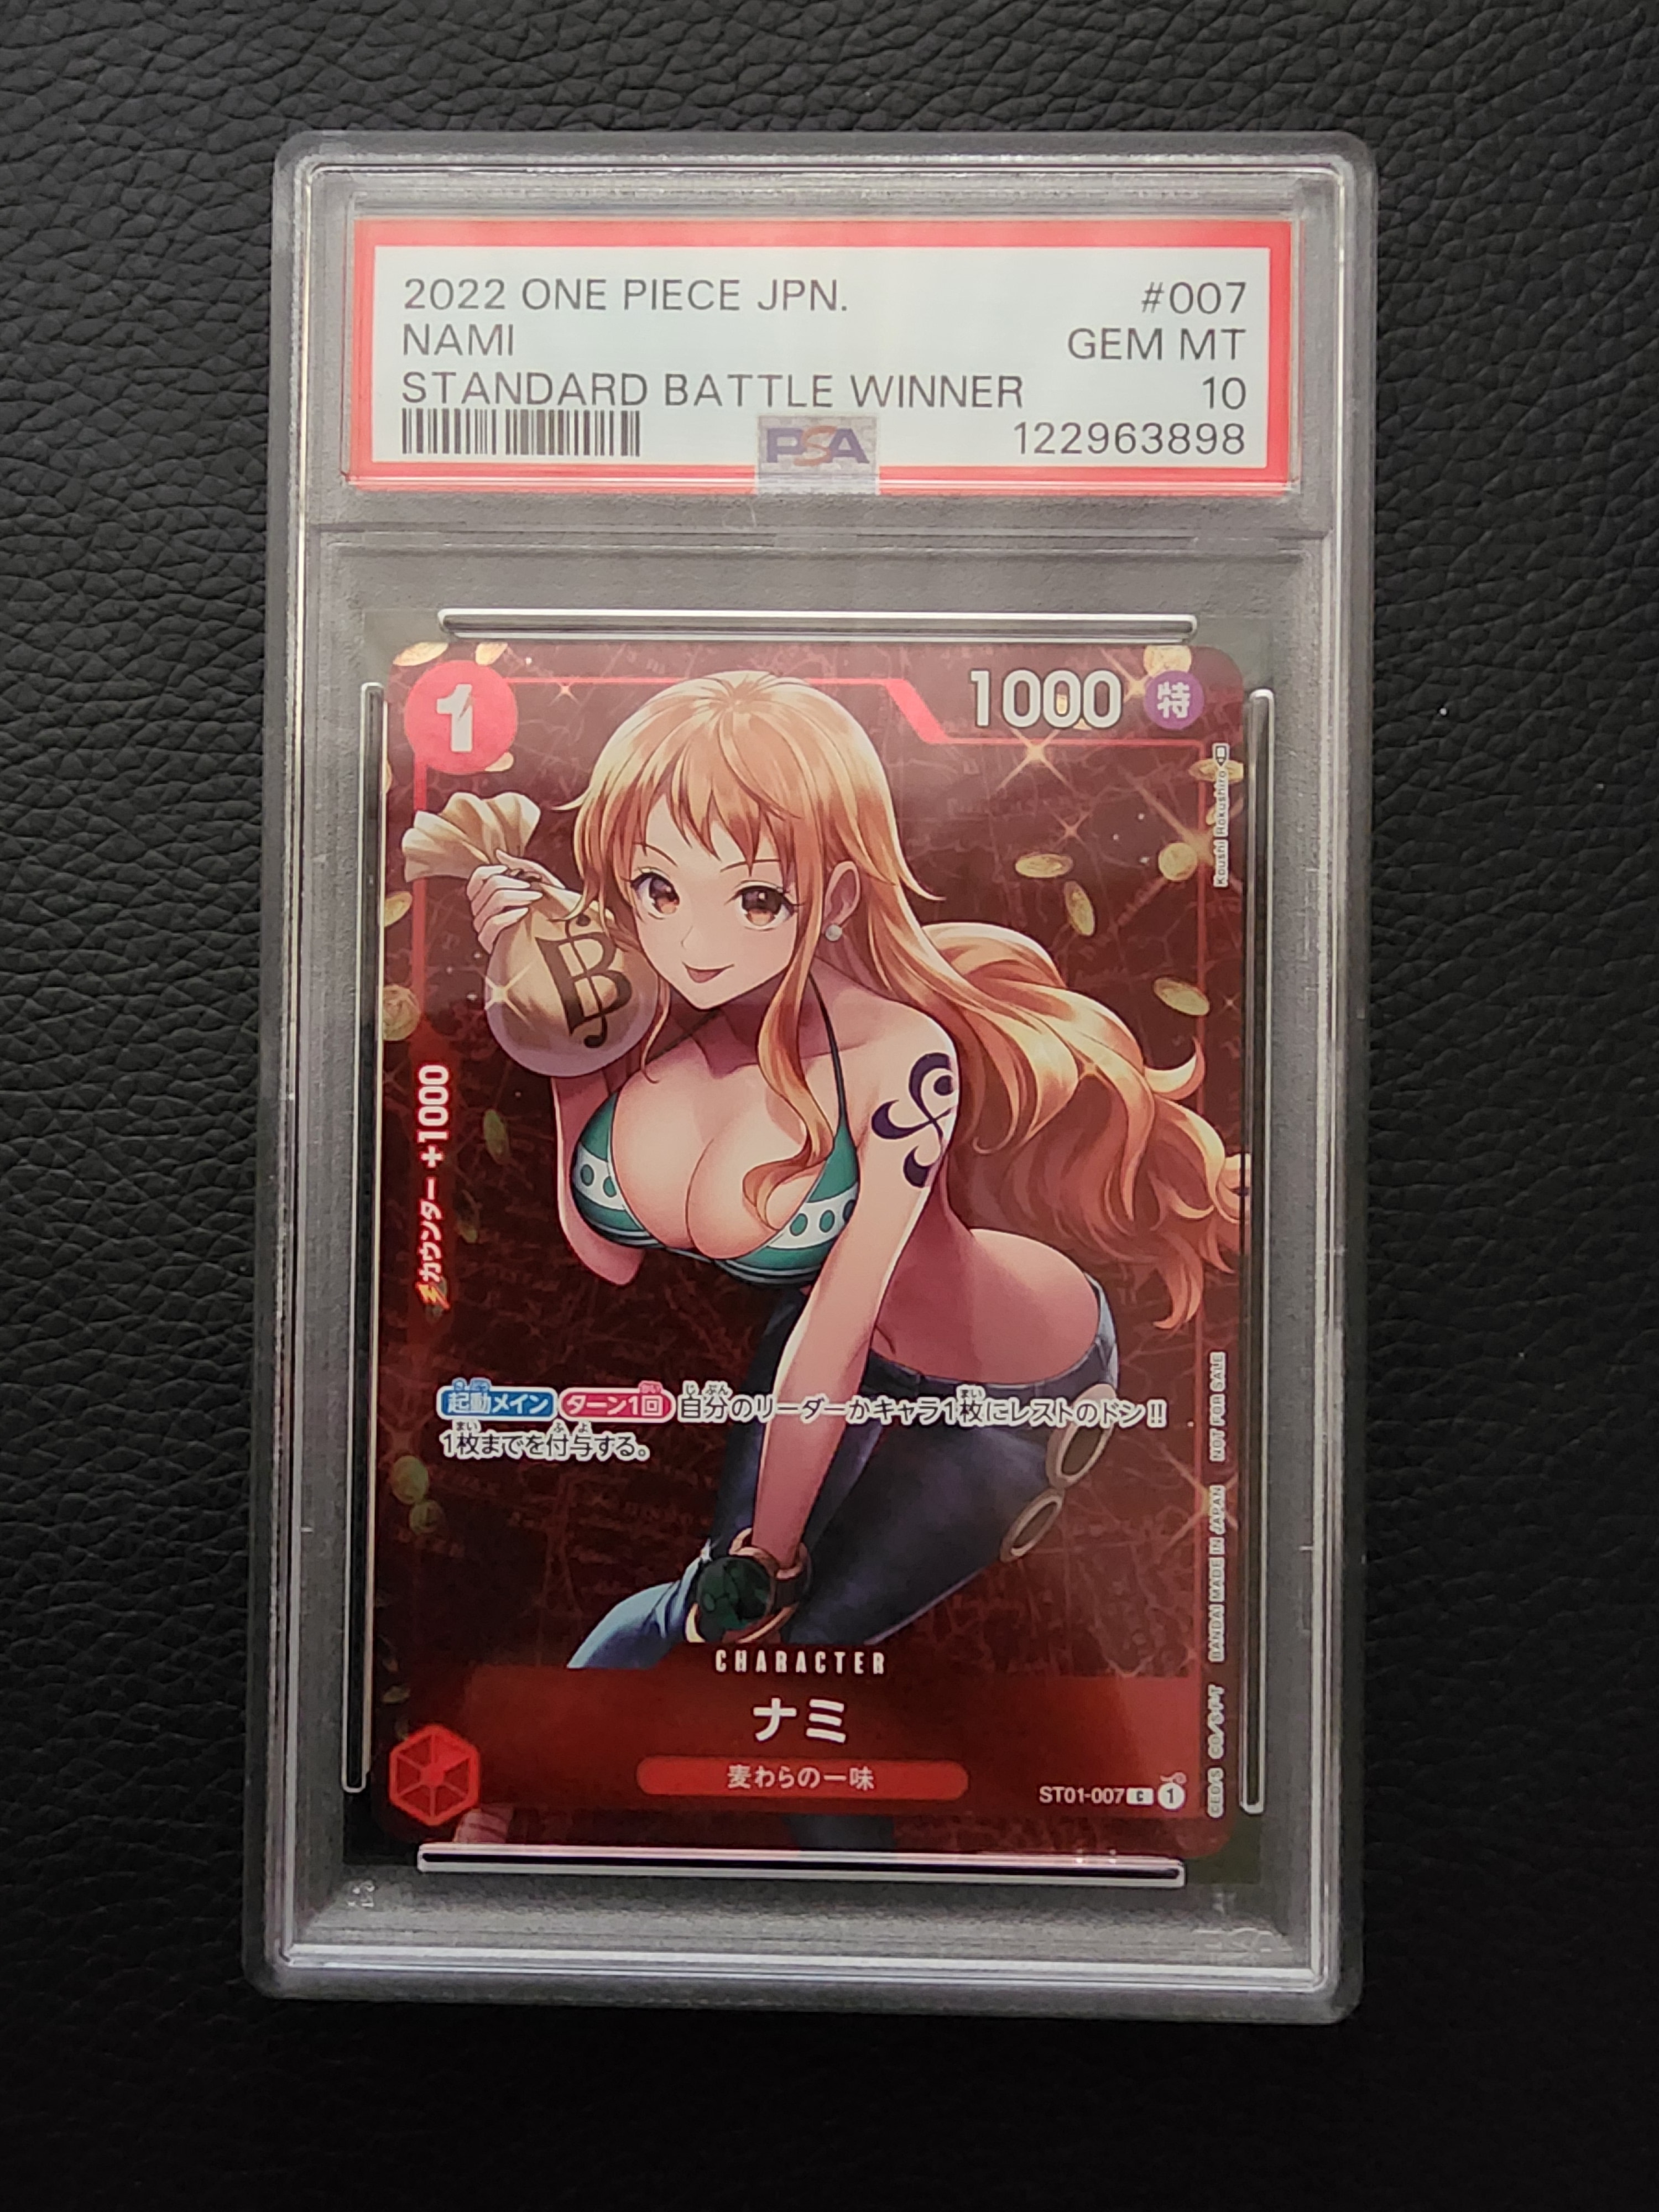 2022 ONE PIECE JPN. #007
NAMI GEM MT
STANDARD BATTLE WINNER 10
PSA 122963898
1 1000 特
Koushi Rokushiro
B
カウンター +1000
起動メイン ターン1回 自分のリーダーかキャラ1枚にレストのドン!!
1枚までを付与する。
NOT FOR SALE
BANDAI MADE IN JAPAN
CHARACTER
ナミ
麦わらの一味
ST01-007 C 1